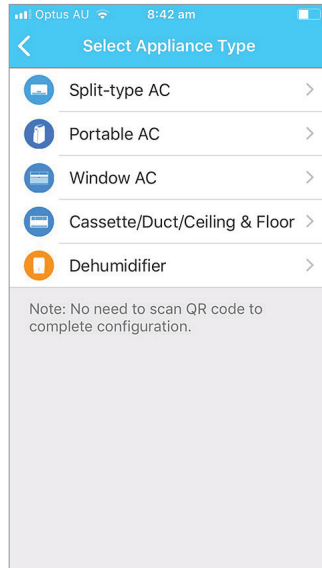 Optus AU 8:42 am
Select Appliance Type
Split-type AC
Portable AC
Window AC
Cassette/Duct/Ceiling & Floor
Dehumidifier
Note: No need to scan QR code to
complete configuration.